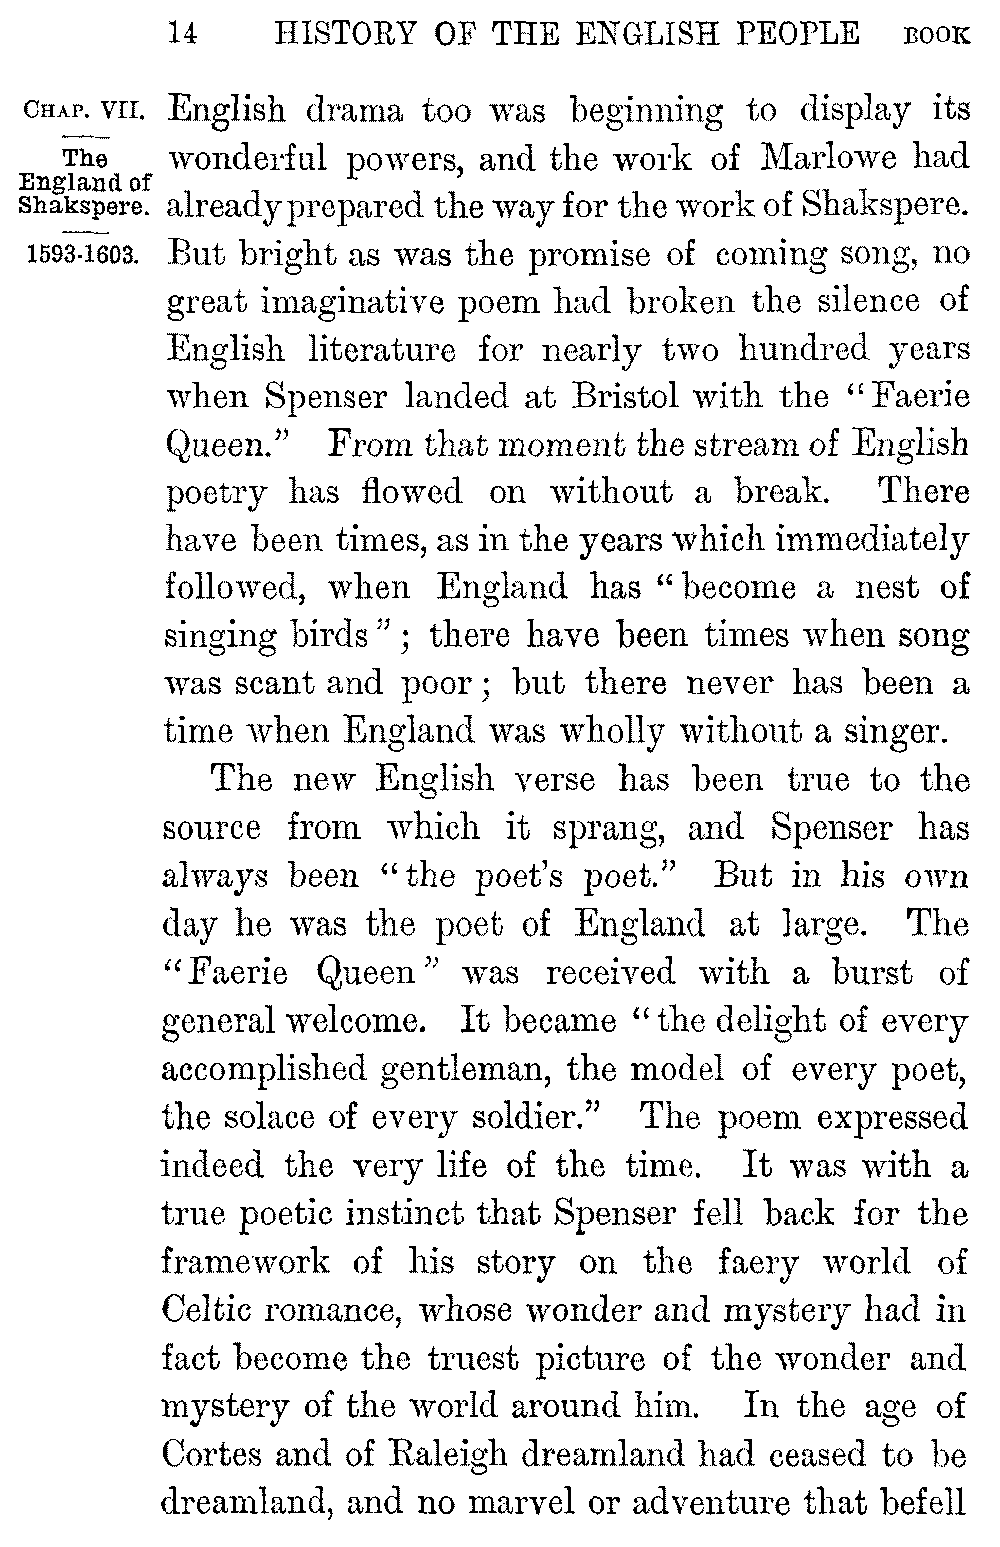 14 HISTORY OF THE ENGLISH PEOPLE BOOK
CHAP. VII.
The
England of
Shakspere.
1593-1603.
English drama too was beginning to display its
wonderful powers, and the work of Marlowe had
already prepared the way for the work of Shakspere.
But bright as was the promise of coming song, no
great imaginative poem had broken the silence of
English literature for nearly two hundred years
when Spenser landed at Bristol with the “Faerie
Queen.” From that moment the stream of English
poetry has flowed on without a break. There
have been times, as in the years which immediately
followed, when England has “become a nest of
singing birds”; there have been times when song
was scant and poor; but there never has been a
time when England was wholly without a singer.
The new English verse has been true to the
source from which it sprang, and Spenser has
always been “the poet's poet.” But in his own
day he was the poet of England at large. The
“Faerie Queen” was received with a burst of
general welcome. It became “the delight of every
accomplished gentleman, the model of every poet,
the solace of every soldier.” The poem expressed
indeed the very life of the time. It was with a
true poetic instinct that Spenser fell back for the
framework of his story on the faery world of
Celtic romance, whose wonder and mystery had in
fact become the truest picture of the wonder and
mystery of the world around him. In the age of
Cortes and of Raleigh dreamland had ceased to be
dreamland, and no marvel or adventure that befell